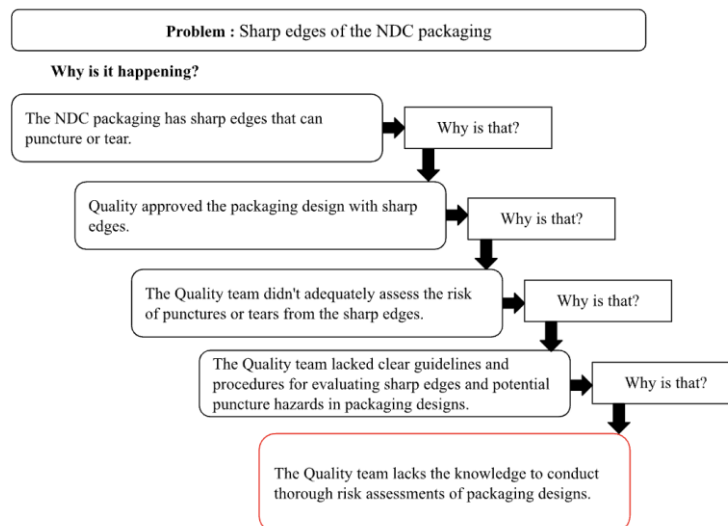 Problem : Sharp edges of the NDC packaging
Why is it happening?
The NDC packaging has sharp edges that can
puncture or tear.
Why is that?
Quality approved the packaging design with sharp
edges.
Why is that?
The Quality team didn't adequately assess the risk
of punctures or tears from the sharp edges.
Why is that?
The Quality team lacked clear guidelines and
procedures for evaluating sharp edges and potential
puncture hazards in packaging designs.
Why is that?
The Quality team lacks the knowledge to conduct
thorough risk assessments of packaging designs.